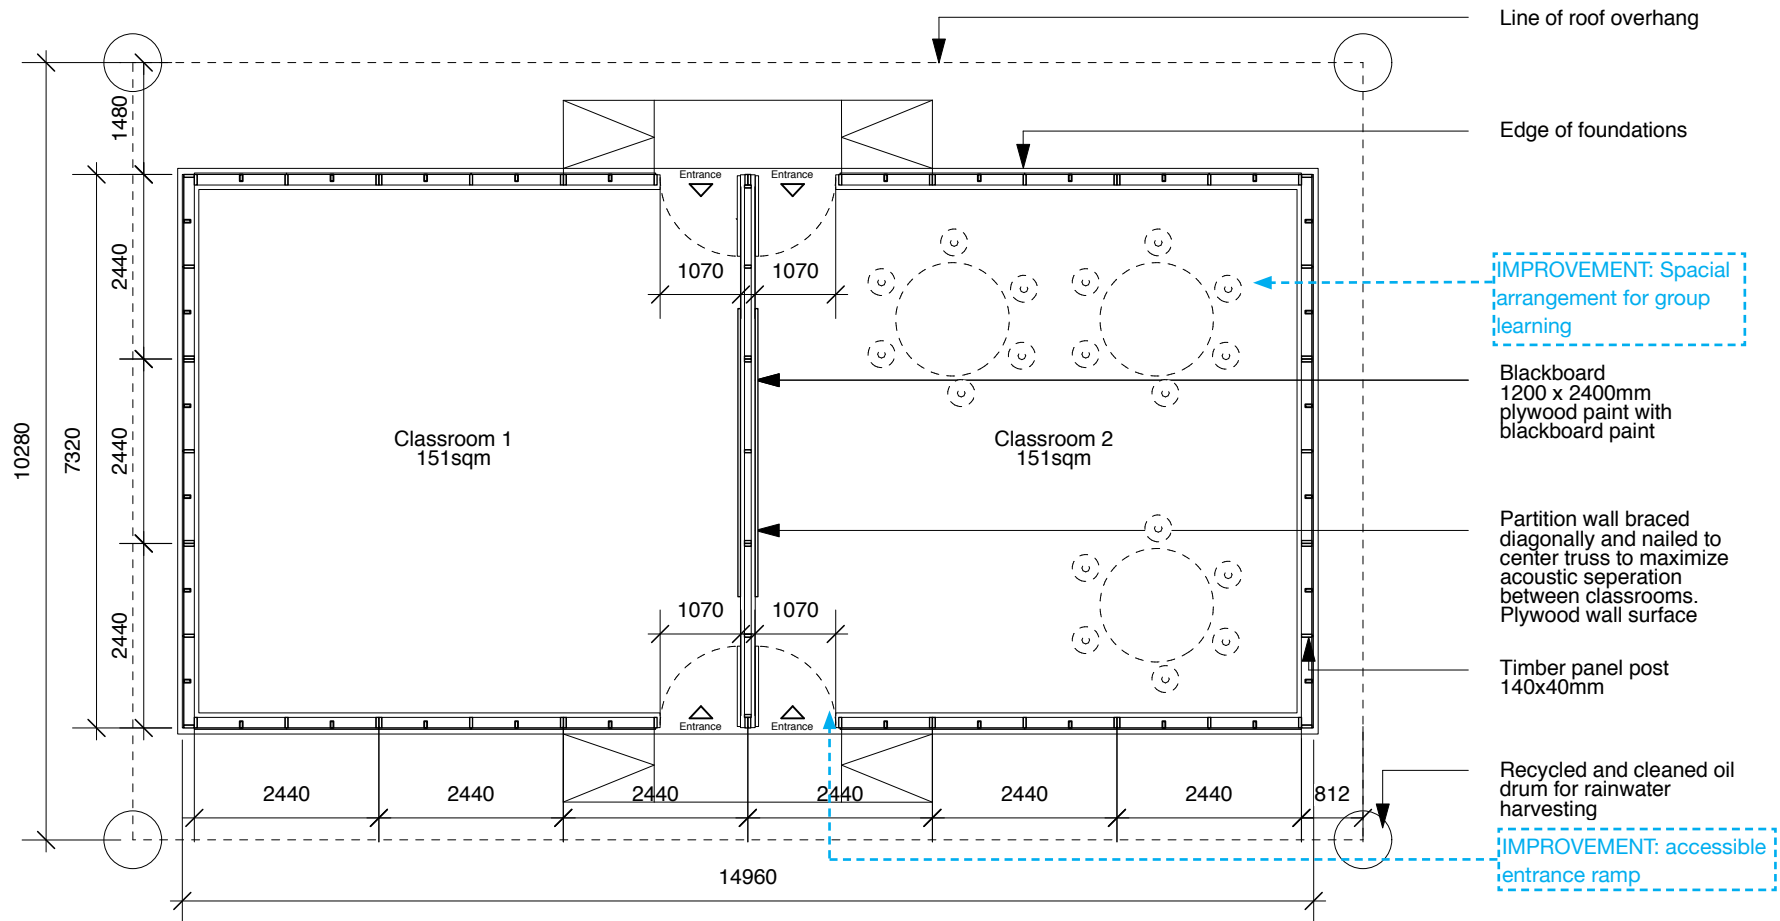 Line of roof overhang
Edge of foundations
IMPROVEMENT: Spacial
arrangement for group
learning
Blackboard
1200 x 2400mm
plywood paint with
blackboard paint
Partition wall braced
diagonally and nailed to
center truss to maximize
acoustic seperation
between classrooms.
Plywood wall surface
Timber panel post
140x40mm
Recycled and cleaned oil
drum for rainwater
harvesting
IMPROVEMENT: accessible
entrance ramp
10280
7320
1480
2440
2440
2440
Entrance
Entrance
1070
1070
Classroom 1
151sqm
Classroom 2
151sqm
1070
1070
Entrance
Entrance
2440
2440
2440
2440
2440
2440
812
14960